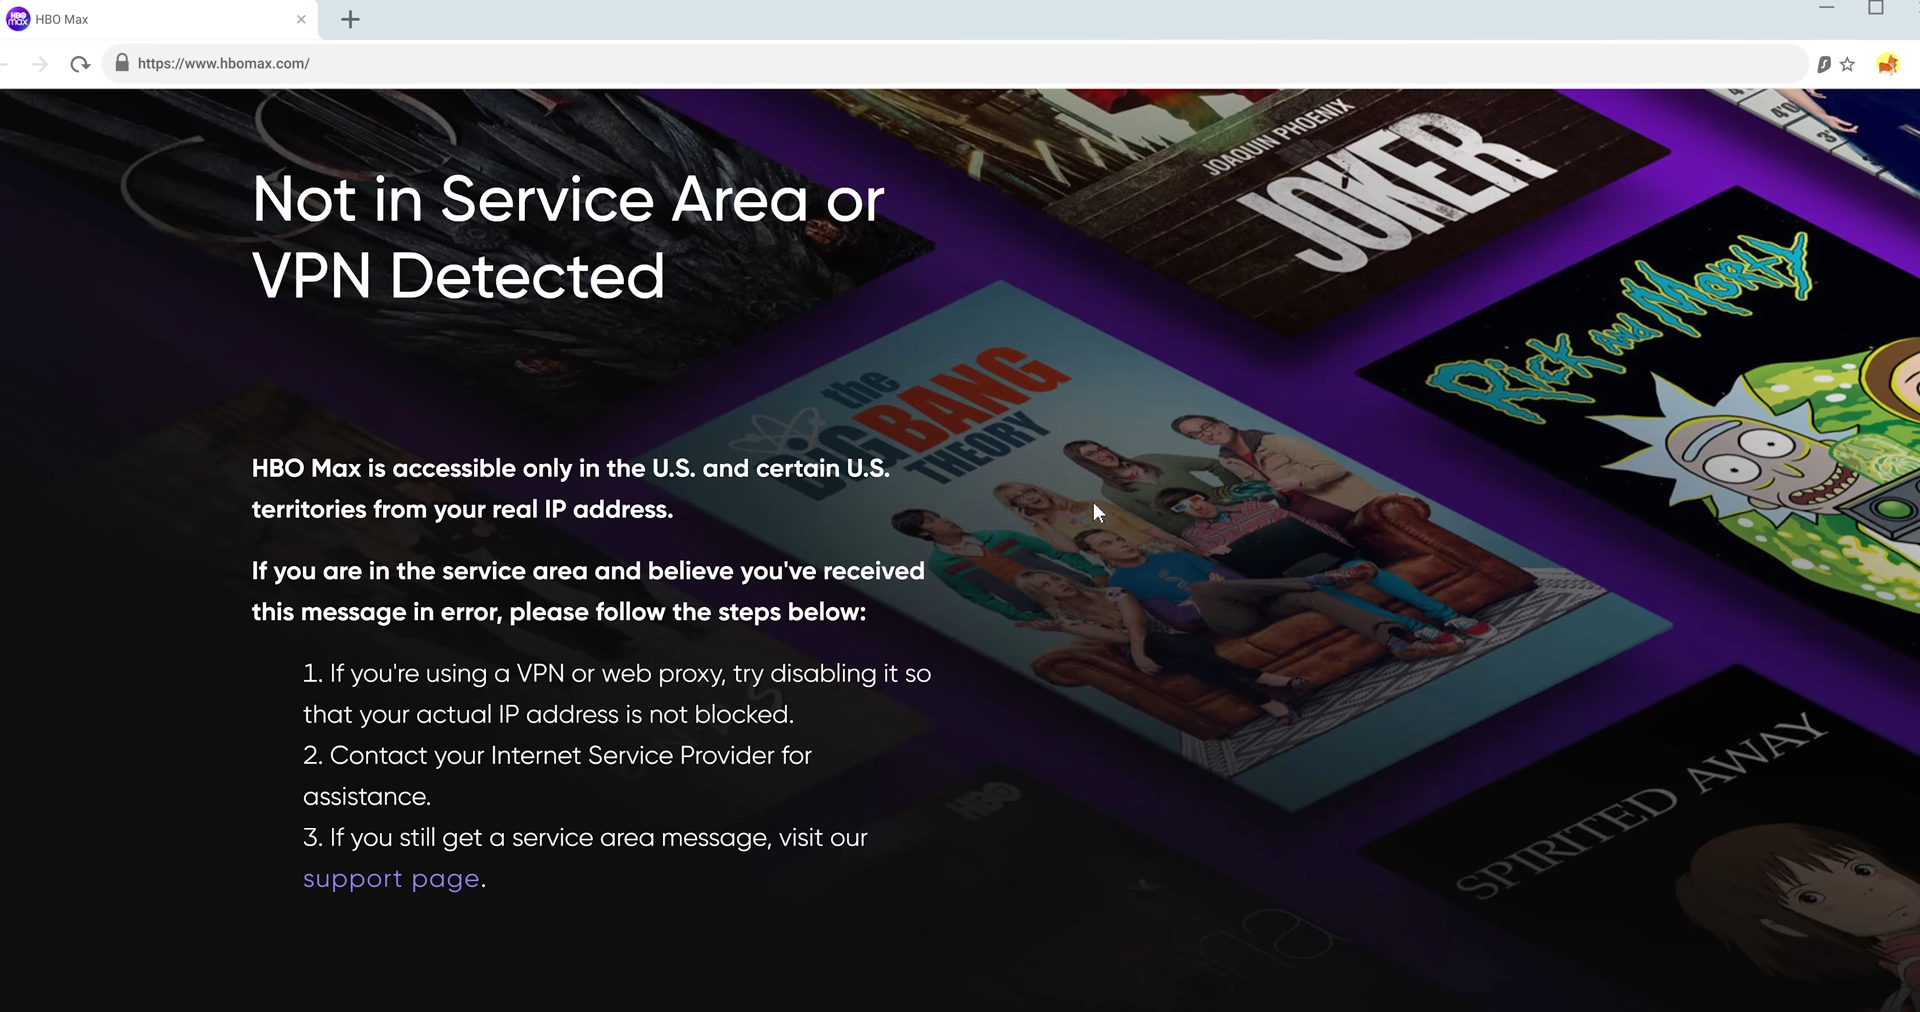 HBO Max
https://www.hbomax.com/
Not in Service Area or
VPN Detected
HBO Max is accessible only in the U.S. and certain U.S.
territories from your real IP address.
If you are in the service area and believe you've received
this message in error, please follow the steps below:
1. If you're using a VPN or web proxy, try disabling it so
that your actual IP address is not blocked.
2. Contact your Internet Service Provider for
assistance.
3. If you still get a service area message, visit our
support page.
JOAQUIN PHOENIX
JOKER
Rick and Morty
the
BIG BANG
THEORY
4'0
3'
HBO
SPIRITED AWAY